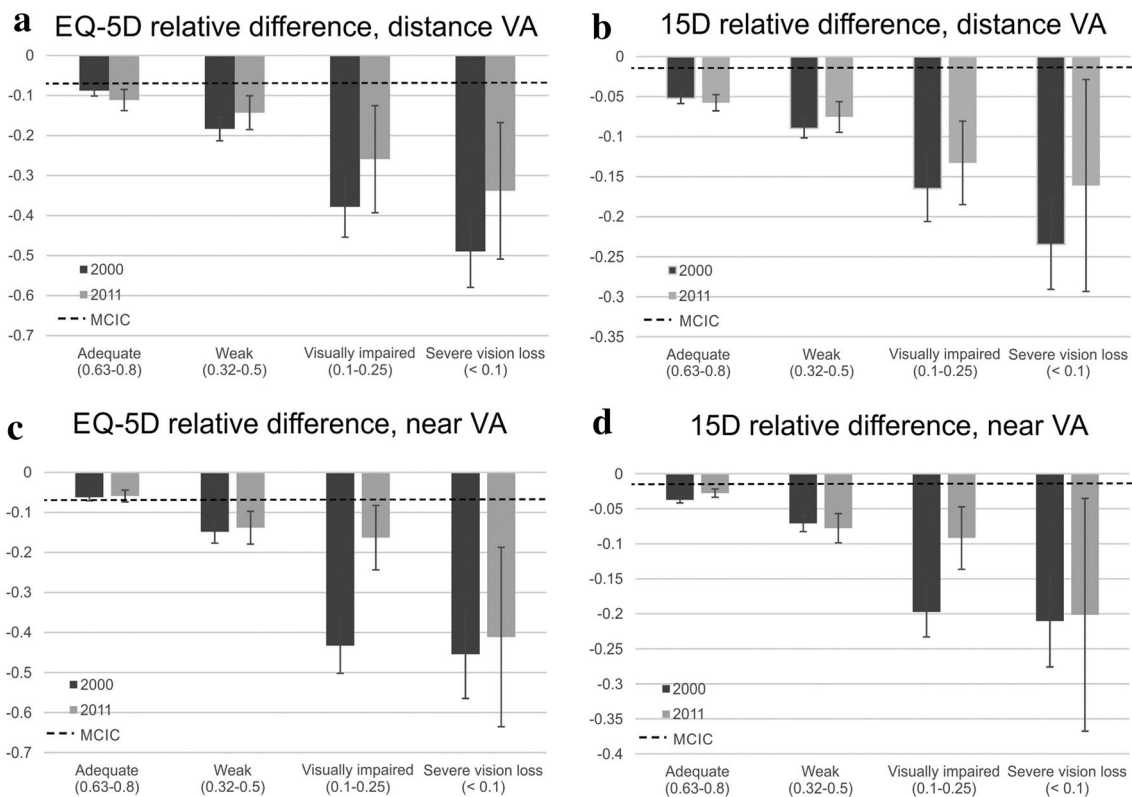 a
EQ-5D relative difference, distance VA
0
-0.1
-0.2
-0.3
-0.4
-0.5
-0.6
-0.7
2000
2011
MCIC
Adequate
(0.63-0.8)
Weak
(0.32-0.5)
Visually impaired
(0.1-0.25)
Severe vision loss
(< 0.1)
b
15D relative difference, distance VA
0
-0.05
-0.1
-0.15
-0.2
-0.25
-0.3
-0.35
2000
2011
MCIC
Adequate
(0.63-0.8)
Weak
(0.32-0.5)
Visually impaired
(0.1-0.25)
Severe vision loss
(< 0.1)
c
EQ-5D relative difference, near VA
0
-0.1
-0.2
-0.3
-0.4
-0.5
-0.6
-0.7
2000
2011
MCIC
Adequate
(0.63-0.8)
Weak
(0.32-0.5)
Visually impaired
(0.1-0.25)
Severe vision loss
(< 0.1)
d
15D relative difference, near VA
0
-0.05
-0.1
-0.15
-0.2
-0.25
-0.3
-0.35
-0.4
2000
2011
MCIC
Adequate
(0.63-0.8)
Weak
(0.32-0.5)
Visually impaired
(0.1-0.25)
Severe vision loss
(< 0.1)